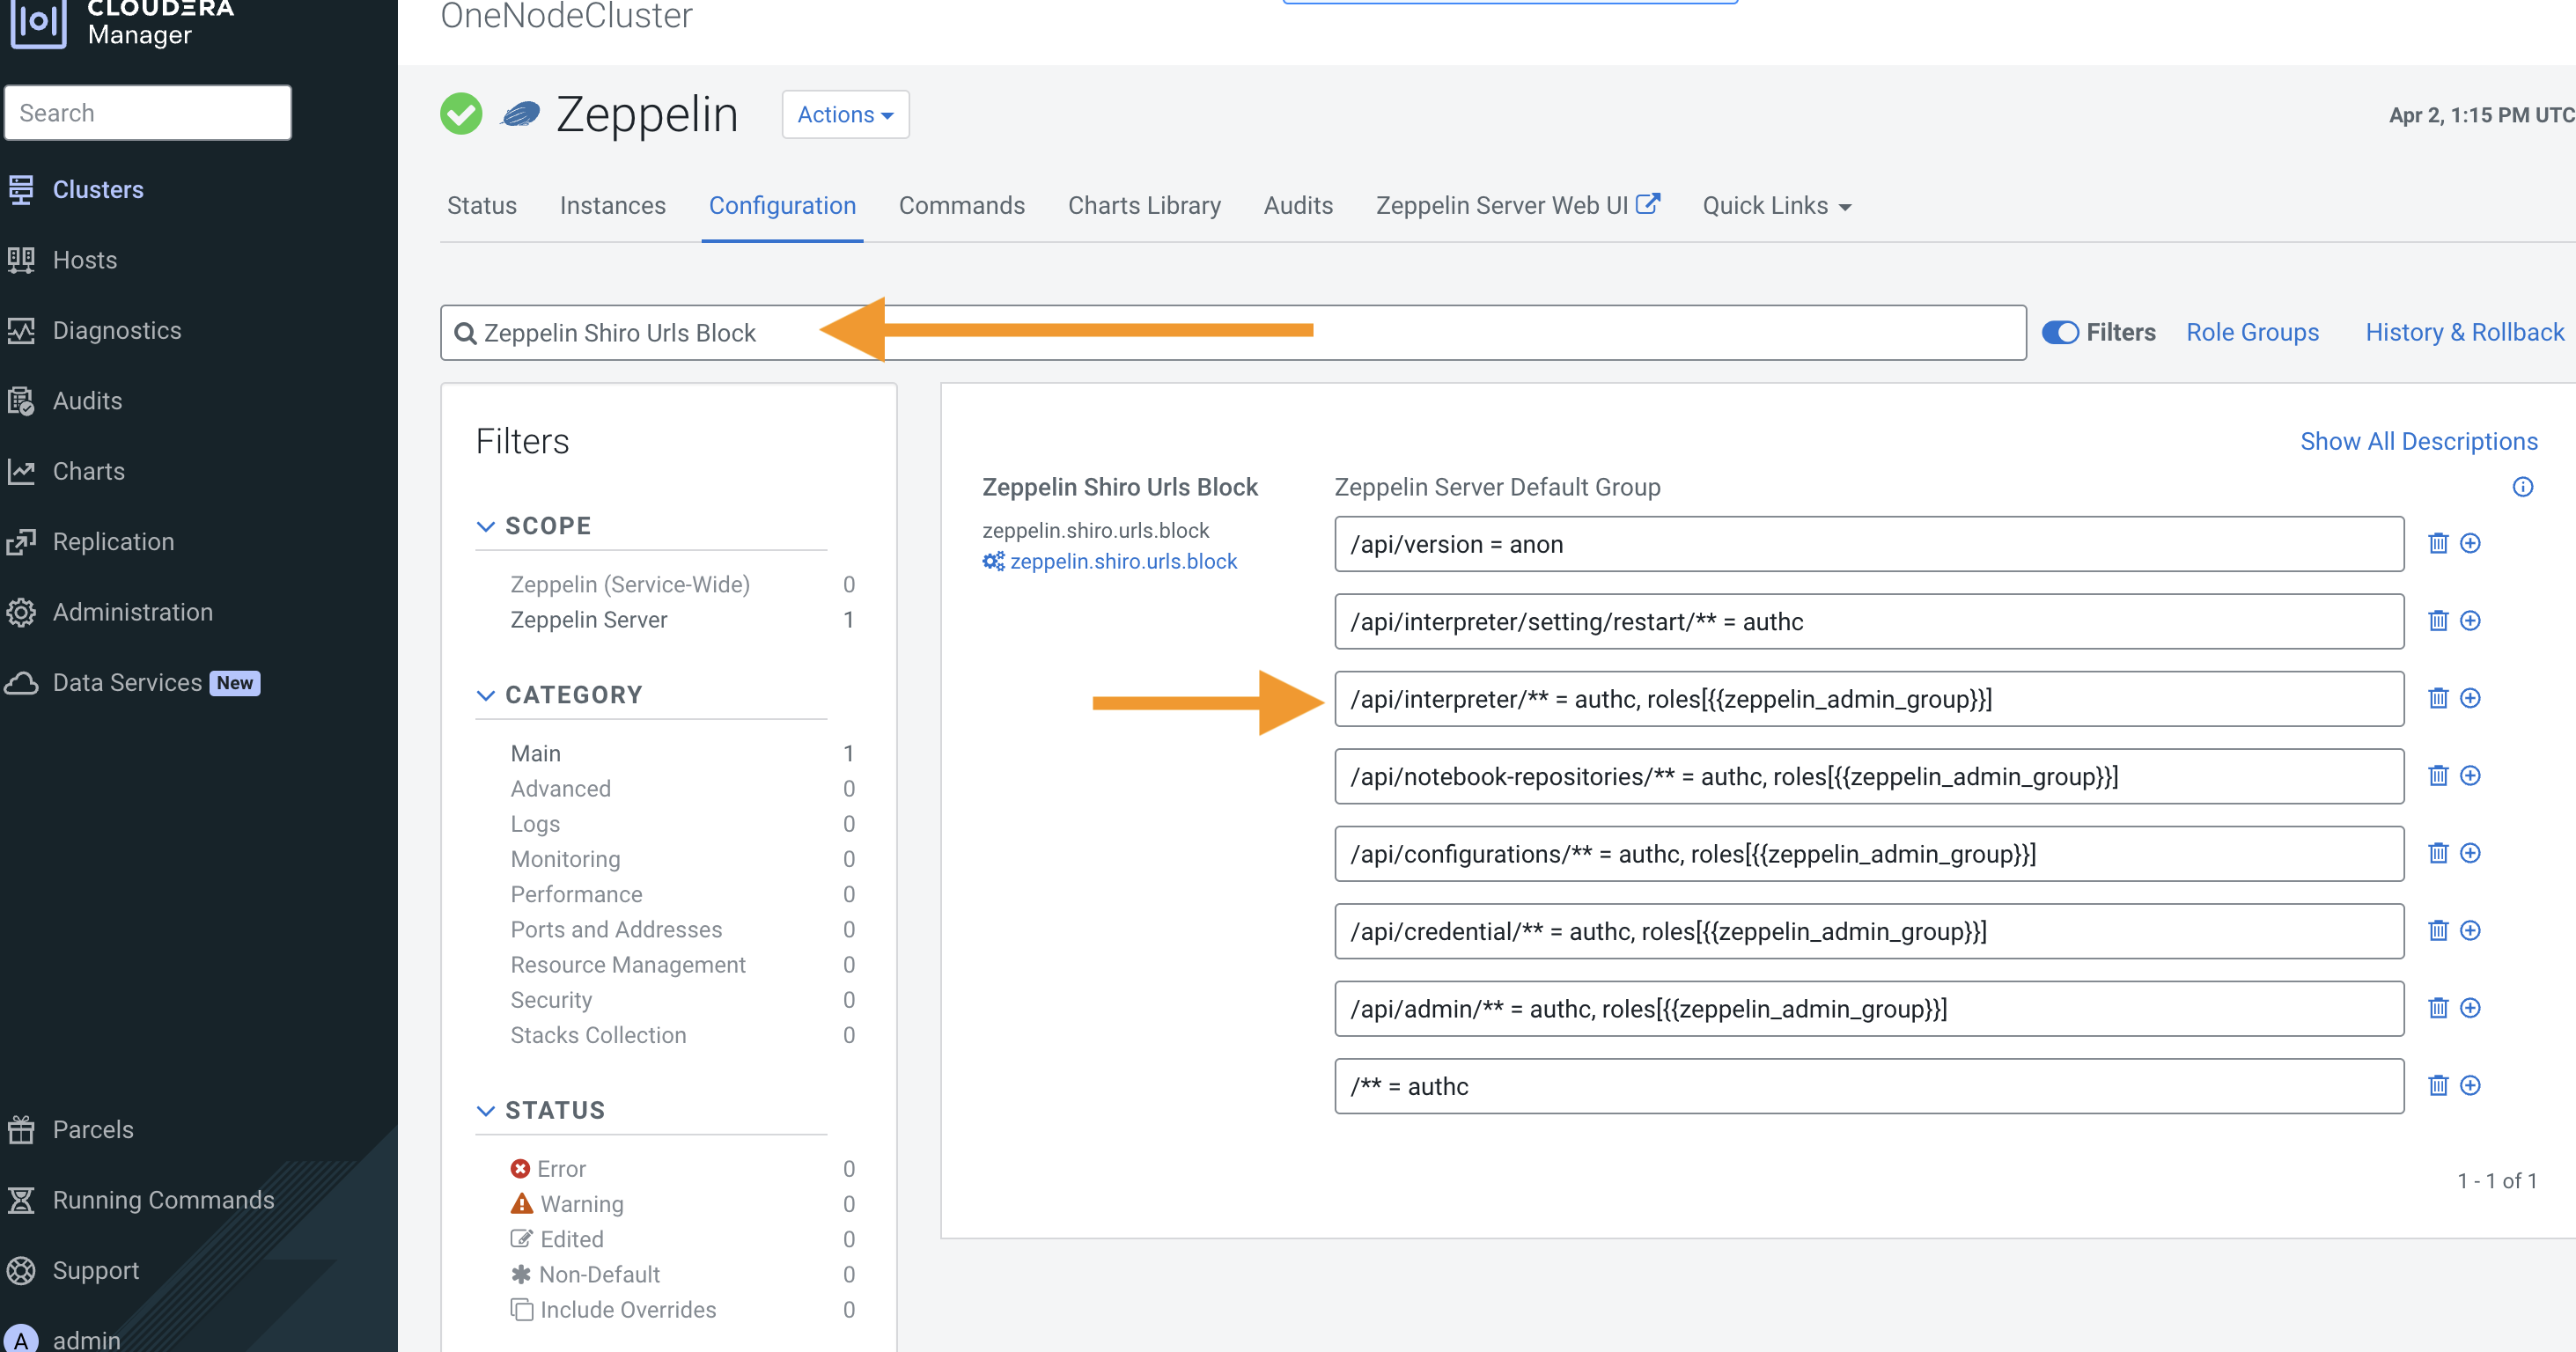 CLOUDERA
Manager
Search
Clusters
Hosts
Diagnostics
Audits
Charts
Replication
Administration
Data Services New
Parcels
Running Commands
Support
A admin
OneNodeCluster
Zeppelin
Actions
Apr 2, 1:15 PM UTC
Status Instances Configuration Commands Charts Library Audits Zeppelin Server Web UI Quick Links
Zeppelin Shiro Urls Block
Filters Role Groups History & Rollback
Filters
SCOPE
Zeppelin (Service-Wide) 0
Zeppelin Server 1
CATEGORY
Main 1
Advanced 0
Logs 0
Monitoring 0
Performance 0
Ports and Addresses 0
Resource Management 0
Security 0
Stacks Collection 0
STATUS
Error 0
Warning 0
Edited 0
Non-Default 0
Include Overrides 0
Show All Descriptions
Zeppelin Shiro Urls Block
zeppelin.shiro.urls.block
zeppelin.shiro.urls.block
Zeppelin Server Default Group
/api/version = anon
/api/interpreter/setting/restart/** = authc
/api/interpreter/** = authc, roles[{{zeppelin_admin_group}}]
/api/notebook-repositories/** = authc, roles[{{zeppelin_admin_group}}]
/api/configurations/** = authc, roles[{{zeppelin_admin_group}}]
/api/credential/** = authc, roles[{{zeppelin_admin_group}}]
/api/admin/** = authc, roles[{{zeppelin_admin_group}}]
/** = authc
1 - 1 of 1